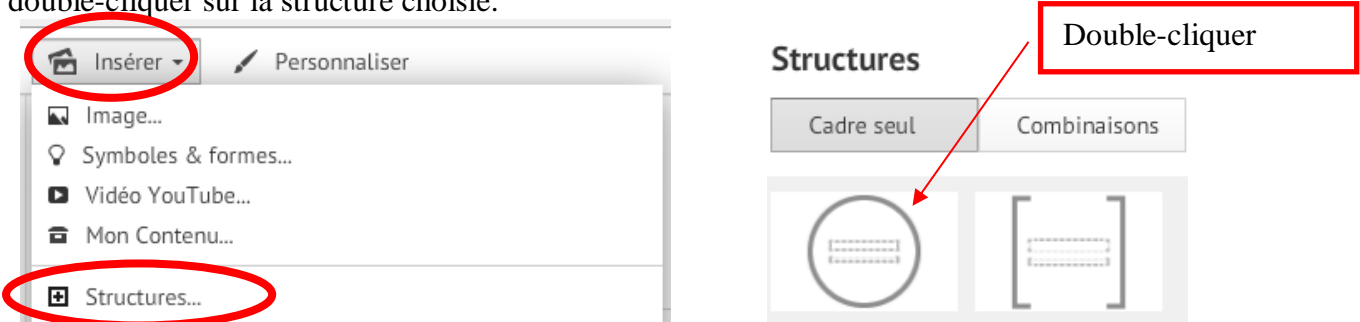 double-cliquer sur la structure choisie.
Insérer
Personnaliser
Image...
Symboles & formes...
Vidéo YouTube...
Mon Contenu...
Structures...
Double-cliquer
Structures
Cadre seul
Combinaisons